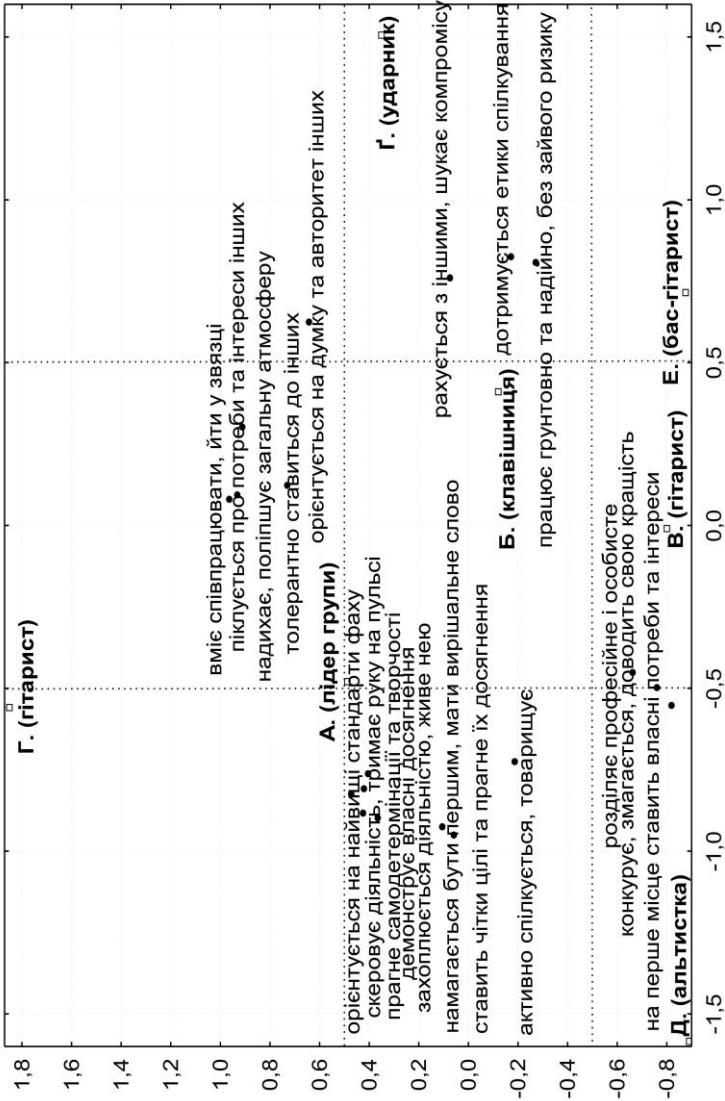 Г. (гітарист)
вміє співпрацювати, йти у звязці
піклується про потреби та інтереси інших
надихає, поліпшує загальну атмосферу
толерантно ставиться до інших
орієнтується на думку та авторитет інших
А. (лідер групи)
Ґ. (ударник)
орієнтується на найвищі стандарти фаху
скеровує діяльність, тримає руку на пульсі
прагне самодетермінації та творчості
демонструє власні досягнення
захоплюється діяльністю, живе нею
намагається бути першим, мати вирішальне слово
рахується з іншими, шукає компромісу
ставить чітки цілі та прагне їх досягнення
Б. (клавішниця)
дотримується етики спілкування
активно спілкується, товаришує
працює грунтовно та надійно, без зайвого ризику
розділяє професійне і особисте
конкурує, змагається, доводить свою кращість
на перше місце ставить власні потреби та інтереси
Д. (альтистка)
В. (гітарист)
Е. (бас-гітарист)
1,8
1,6
1,4
1,2
1,0
0,8
0,6
0,4
0,2
0,0
-0,2
-0,4
-0,6
-0,8
-1,5
-1,0
-0,5
0,0
0,5
1,0
1,5